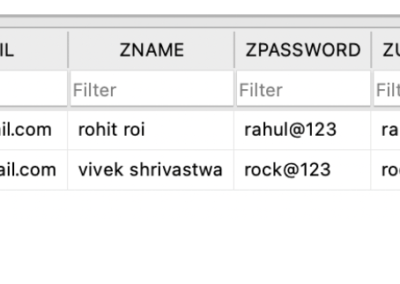 IL ZNAME ZPASSWORD ZU
Filter Filter Filt
ail.com rohit roi rahul@123 ra
ail.com vivek shrivastwa rock@123 ro